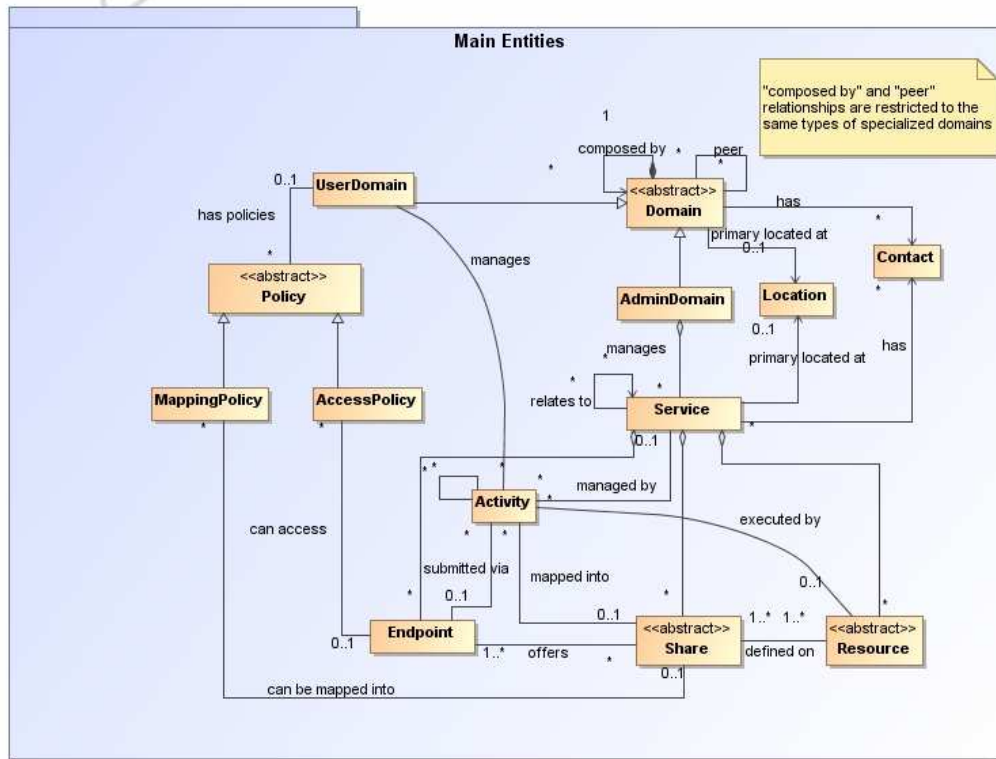 Main Entities
"composed by" and "peer"
relationships are restricted to the
same types of specialized domains
1
composed by
*
peer
*
*
0..1
UserDomain
<<abstract>>
Domain
has
has policies
primary located at
*
0..1
*
manages
Contact
<<abstract>>
Policy
*
AdminDomain
Location
0..1
manages
primary located at
has
*
*
*
MappingPolicy
AccessPolicy
relates to
Service
*
*
*
0..1
*
*
*
*
*
managed by
Activity
executed by
can access
*
*
submitted via
mapped into
0..1
*
0..1
*
*
0..1
1..*
1..*
Endpoint
<<abstract>>
Share
<<abstract>>
Resource
0..1
1..*
offers
*
defined on
0..1
can be mapped into